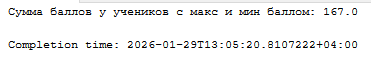 Сумма баллов у учеников с макс и мин баллом: 167.0
Completion time: 2026-01-29T13:05:20.8107222+04:00